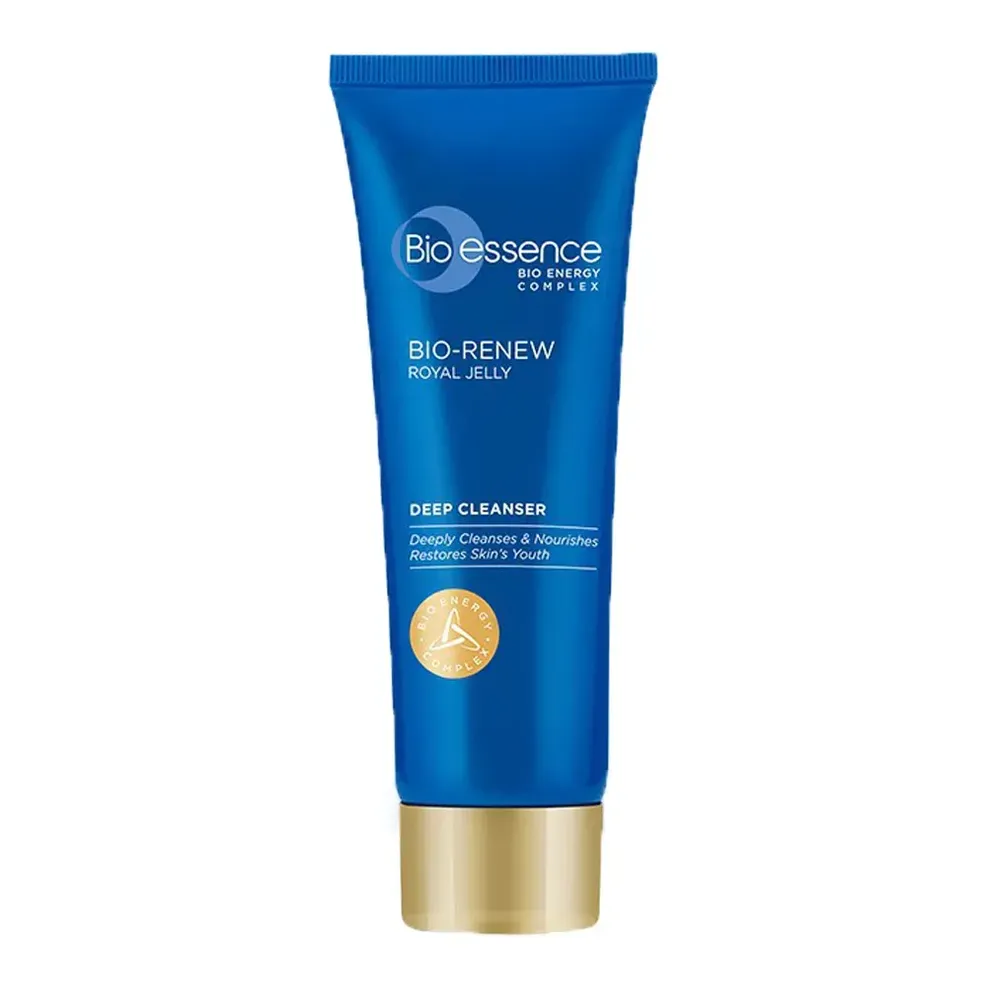 Bio essence
BIO ENERGY
COMPLEX
BIO-RENEW
ROYAL JELLY
DEEP CLEANSER
Deeply Cleanses & Nourishes
Restores Skin's Youth
BIO ENERGY
COMPLEX